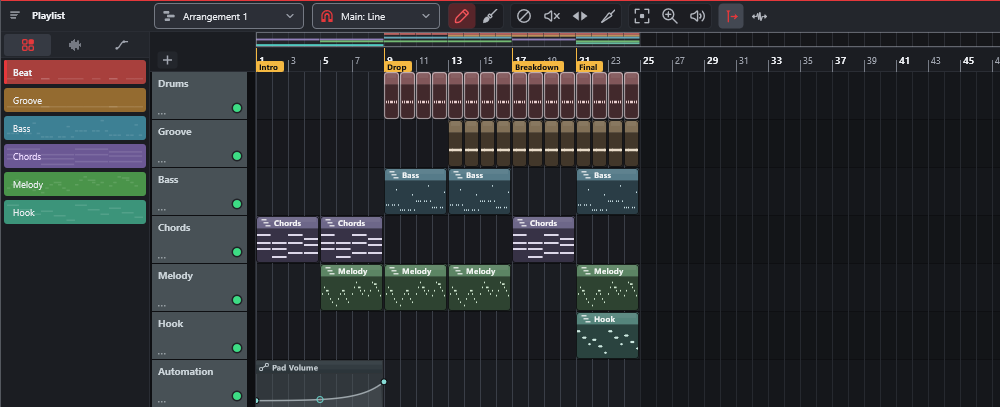 Playlist
Arrangement 1
Main: Line
1 3 5 7 9 11 13 15 17 19 21 23 25 27 29 31 33 35 37 39 41 43 45 47
Intro Drop Breakdown Final
Beat
Groove
Bass
Chords
Melody
Hook
Drums
...
Groove
...
Bass
...
Bass Bass Bass
Chords
...
Chords Chords Chords
Melody
...
Melody Melody Melody Melody
Hook
...
Hook
Automation
...
Pad Volume